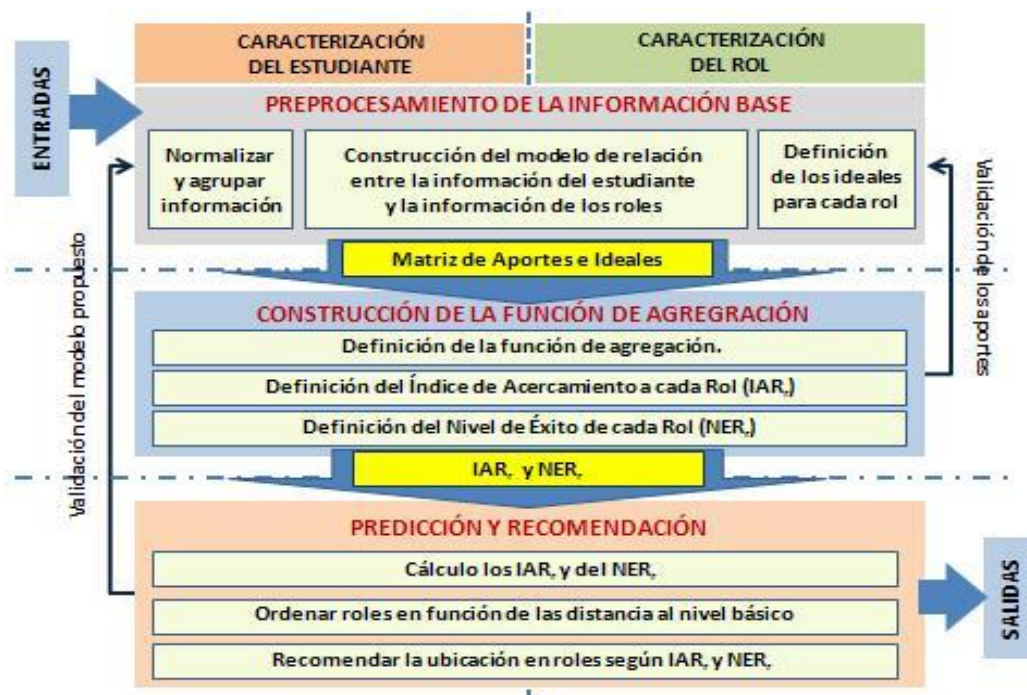 CARACTERIZACIÓN
DEL ESTUDIANTE
CARACTERIZACIÓN
DEL ROL
ENTRADAS
PREPROCESAMIENTO DE LA INFORMACIÓN BASE
Normalizar
y agrupar
información
Construcción del modelo de relación
entre la información del estudiante
y la información de los roles
Definición
de los ideales
para cada rol
Matriz de Aportes e Ideales
Validación del modelo propuesto
Validación de los aportes
CONSTRUCCIÓN DE LA FUNCIÓN DE AGREGRACIÓN
Definición de la función de agregación.
Definición del Índice de Acercamiento a cada Rol (IARᵣ)
Definición del Nivel de Éxito de cada Rol (NERᵣ)
IARᵣ y NERᵣ
PREDICCIÓN Y RECOMENDACIÓN
Cálculo los IARᵣ y del NERᵣ
Ordenar roles en función de las distancia al nivel básico
Recomendar la ubicación en roles según IARᵣ y NERᵣ
SALIDAS